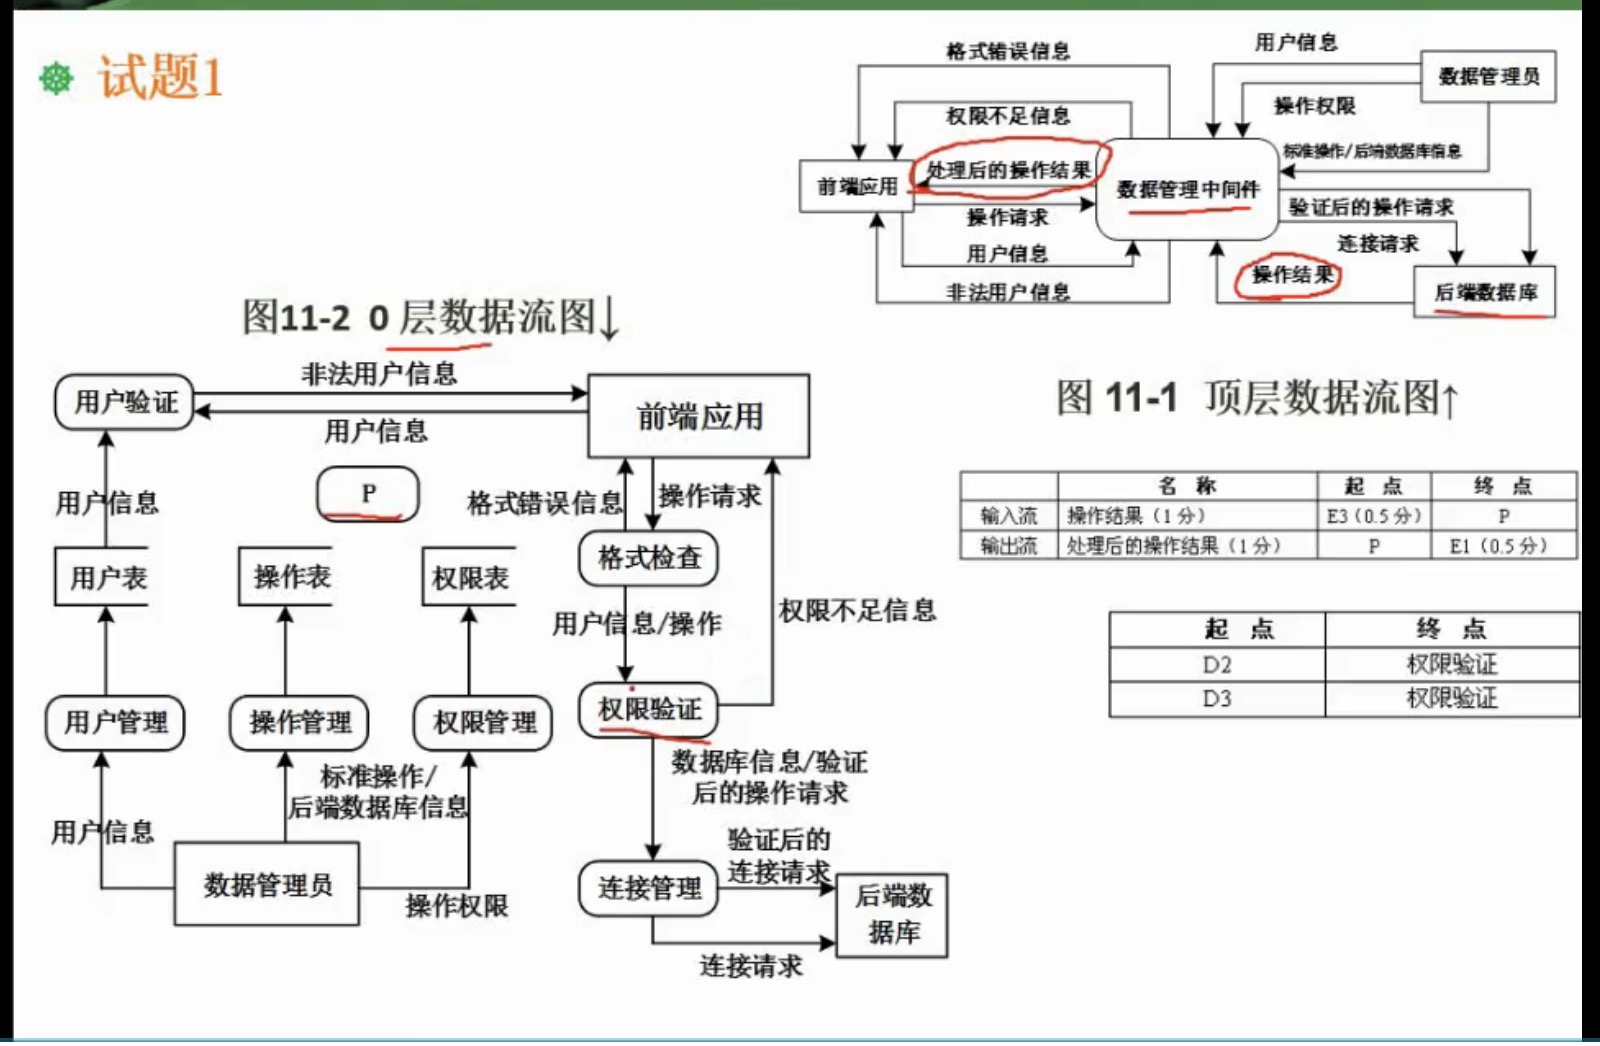 试题1
格式错误信息
用户信息
数据管理员
权限不足信息
操作权限
处理后的操作结果
标准操作/后端数据库信息
前端应用
数据管理中间件
操作请求
验证后的操作请求
用户信息
连接请求
非法用户信息
操作结果
后端数据库
图11-2 0 层数据流图↓
图 11-1 顶层数据流图↑
用户验证
非法用户信息
用户信息
前端应用
P
用户信息
格式错误信息
操作请求
用户表
操作表
权限表
格式检查
用户信息/操作
权限不足信息
用户管理
操作管理
权限管理
权限验证
标准操作/
后端数据库信息
数据库信息/验证
后的操作请求
用户信息
数据管理员
操作权限
验证后的
连接请求
连接管理
后端数
据库
连接请求
名 称 起 点 终 点
输入流 操作结果（1 分） E3（0.5 分） P
输出流 处理后的操作结果（1 分） P E1（0.5 分）
起 点 终 点
D2 权限验证
D3 权限验证